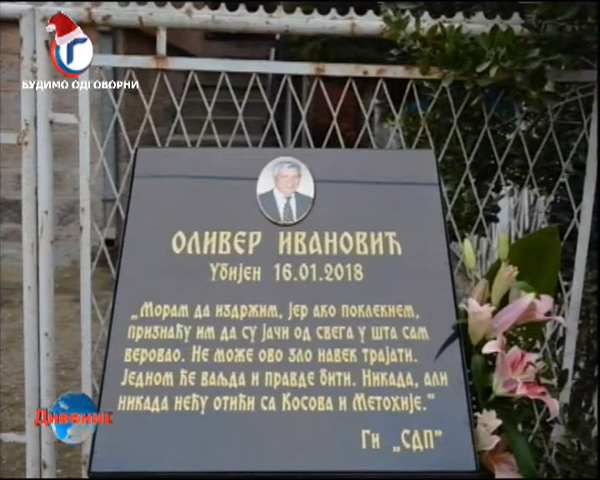 БУДИМО ОДГОВОРНИ
ОЛИВЕР ИВАНОВИЋ
Убијен 16.01.2018
„Морам да издржим, јер ако поклекнем,
признаћу им да су јачи од свега у шта сам
веровао. Не може ово зло навек трајати.
Једном ће ваљда и правде бити. Никада, али
никада нећу отићи са Косова и Метохије."
Ги „СДП"
Дневник